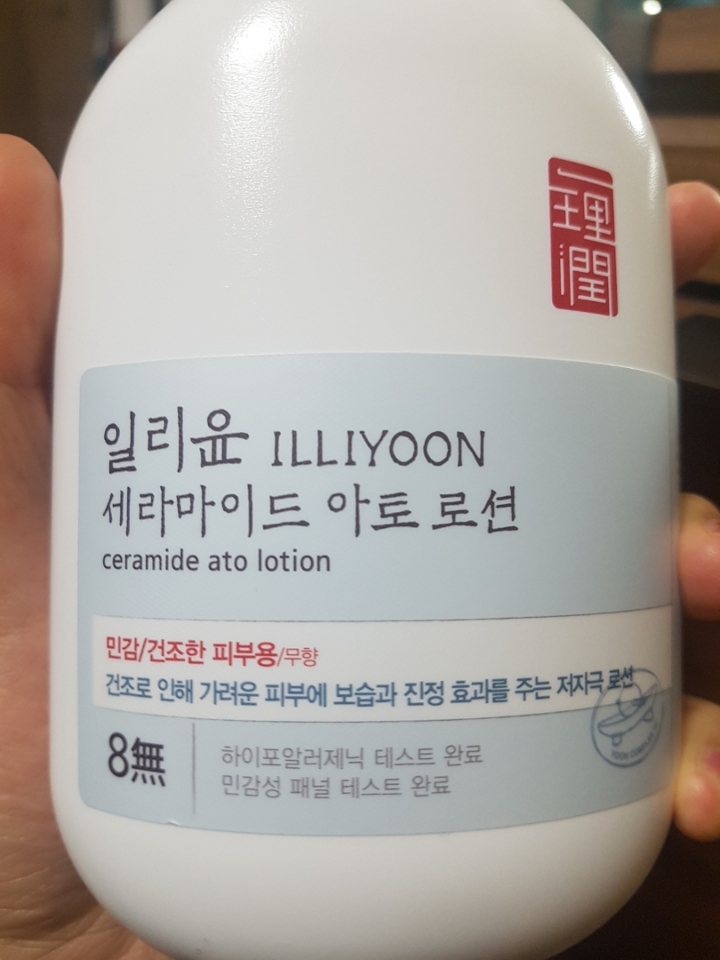 一理潤
일리윤 ILLIYOON
세라마이드 아토 로션
ceramide ato lotion
민감/건조한 피부용/무향
건조로 인해 가려운 피부에 보습과 진정 효과를 주는 저자극 로션
8無
하이포알러제닉 테스트 완료
민감성 패널 테스트 완료